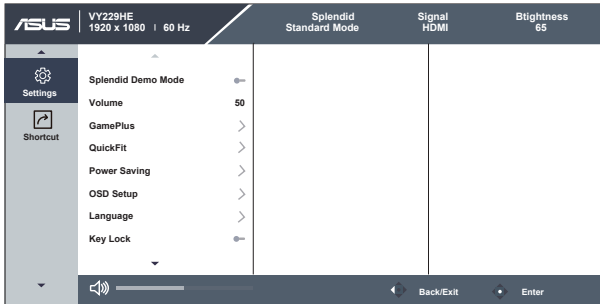 ASUS
VY229HE
1920 x 1080 I 60 Hz
Splendid
Standard Mode
Signal
HDMI
Btightness
65
Settings
Shortcut
Splendid Demo Mode
Volume 50
GamePlus
QuickFit
Power Saving
OSD Setup
Language
Key Lock
Back/Exit
Enter